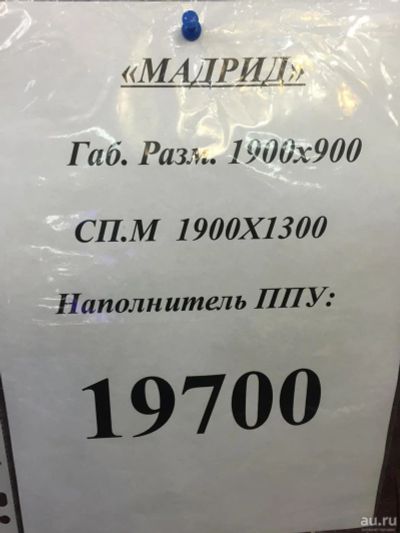 «МАДРИД»
Габ. Разм. 1900х900
СП.М 1900Х1300
Наполнитель ППУ:
19700
au.ru